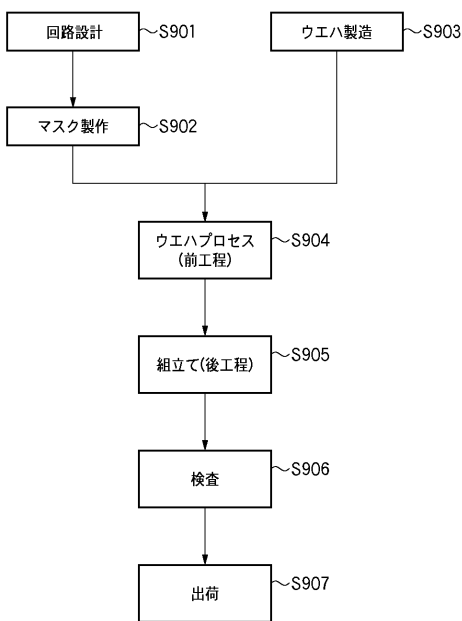 回路設計
S901
ウエハ製造
S903
マスク製作
S902
ウエハプロセス
(前工程)
S904
組立て(後工程)
S905
検査
S906
出荷
S907